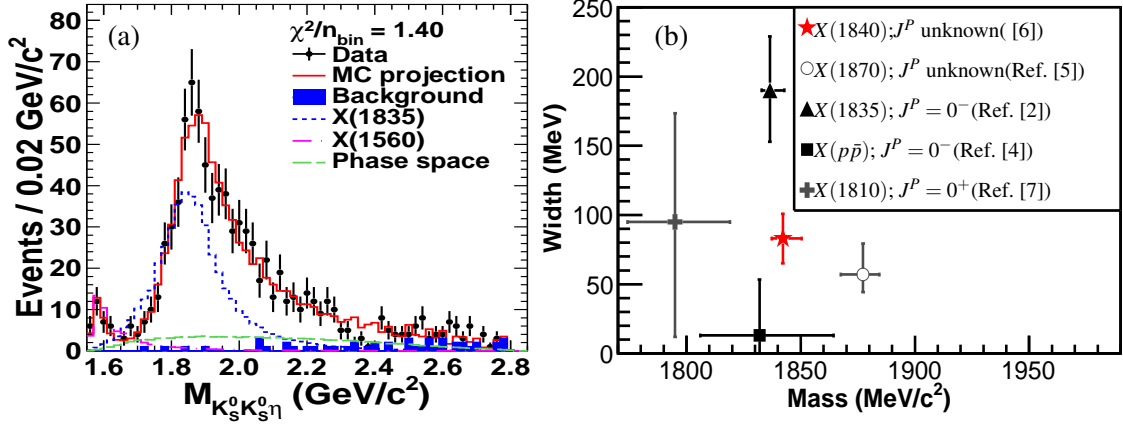 (a)
χ²/n_bin = 1.40
Data
MC projection
Background
X(1835)
X(1560)
Phase space
Events / 0.02 GeV/c²
80
70
60
50
40
30
20
10
0
1.6 1.8 2.0 2.2 2.4 2.6 2.8
M_{K_S^0 K_S^0 η} (GeV/c²)
(b)
X(1840);J^P unknown( [6])
X(1870); J^P unknown(Ref. [5])
X(1835); J^P = 0^-(Ref. [2])
X(pp̄); J^P = 0^-(Ref. [4])
X(1810); J^P = 0^+(Ref. [7])
Width (MeV)
250
200
150
100
50
0
1800 1850 1900 1950
Mass (MeV/c²)